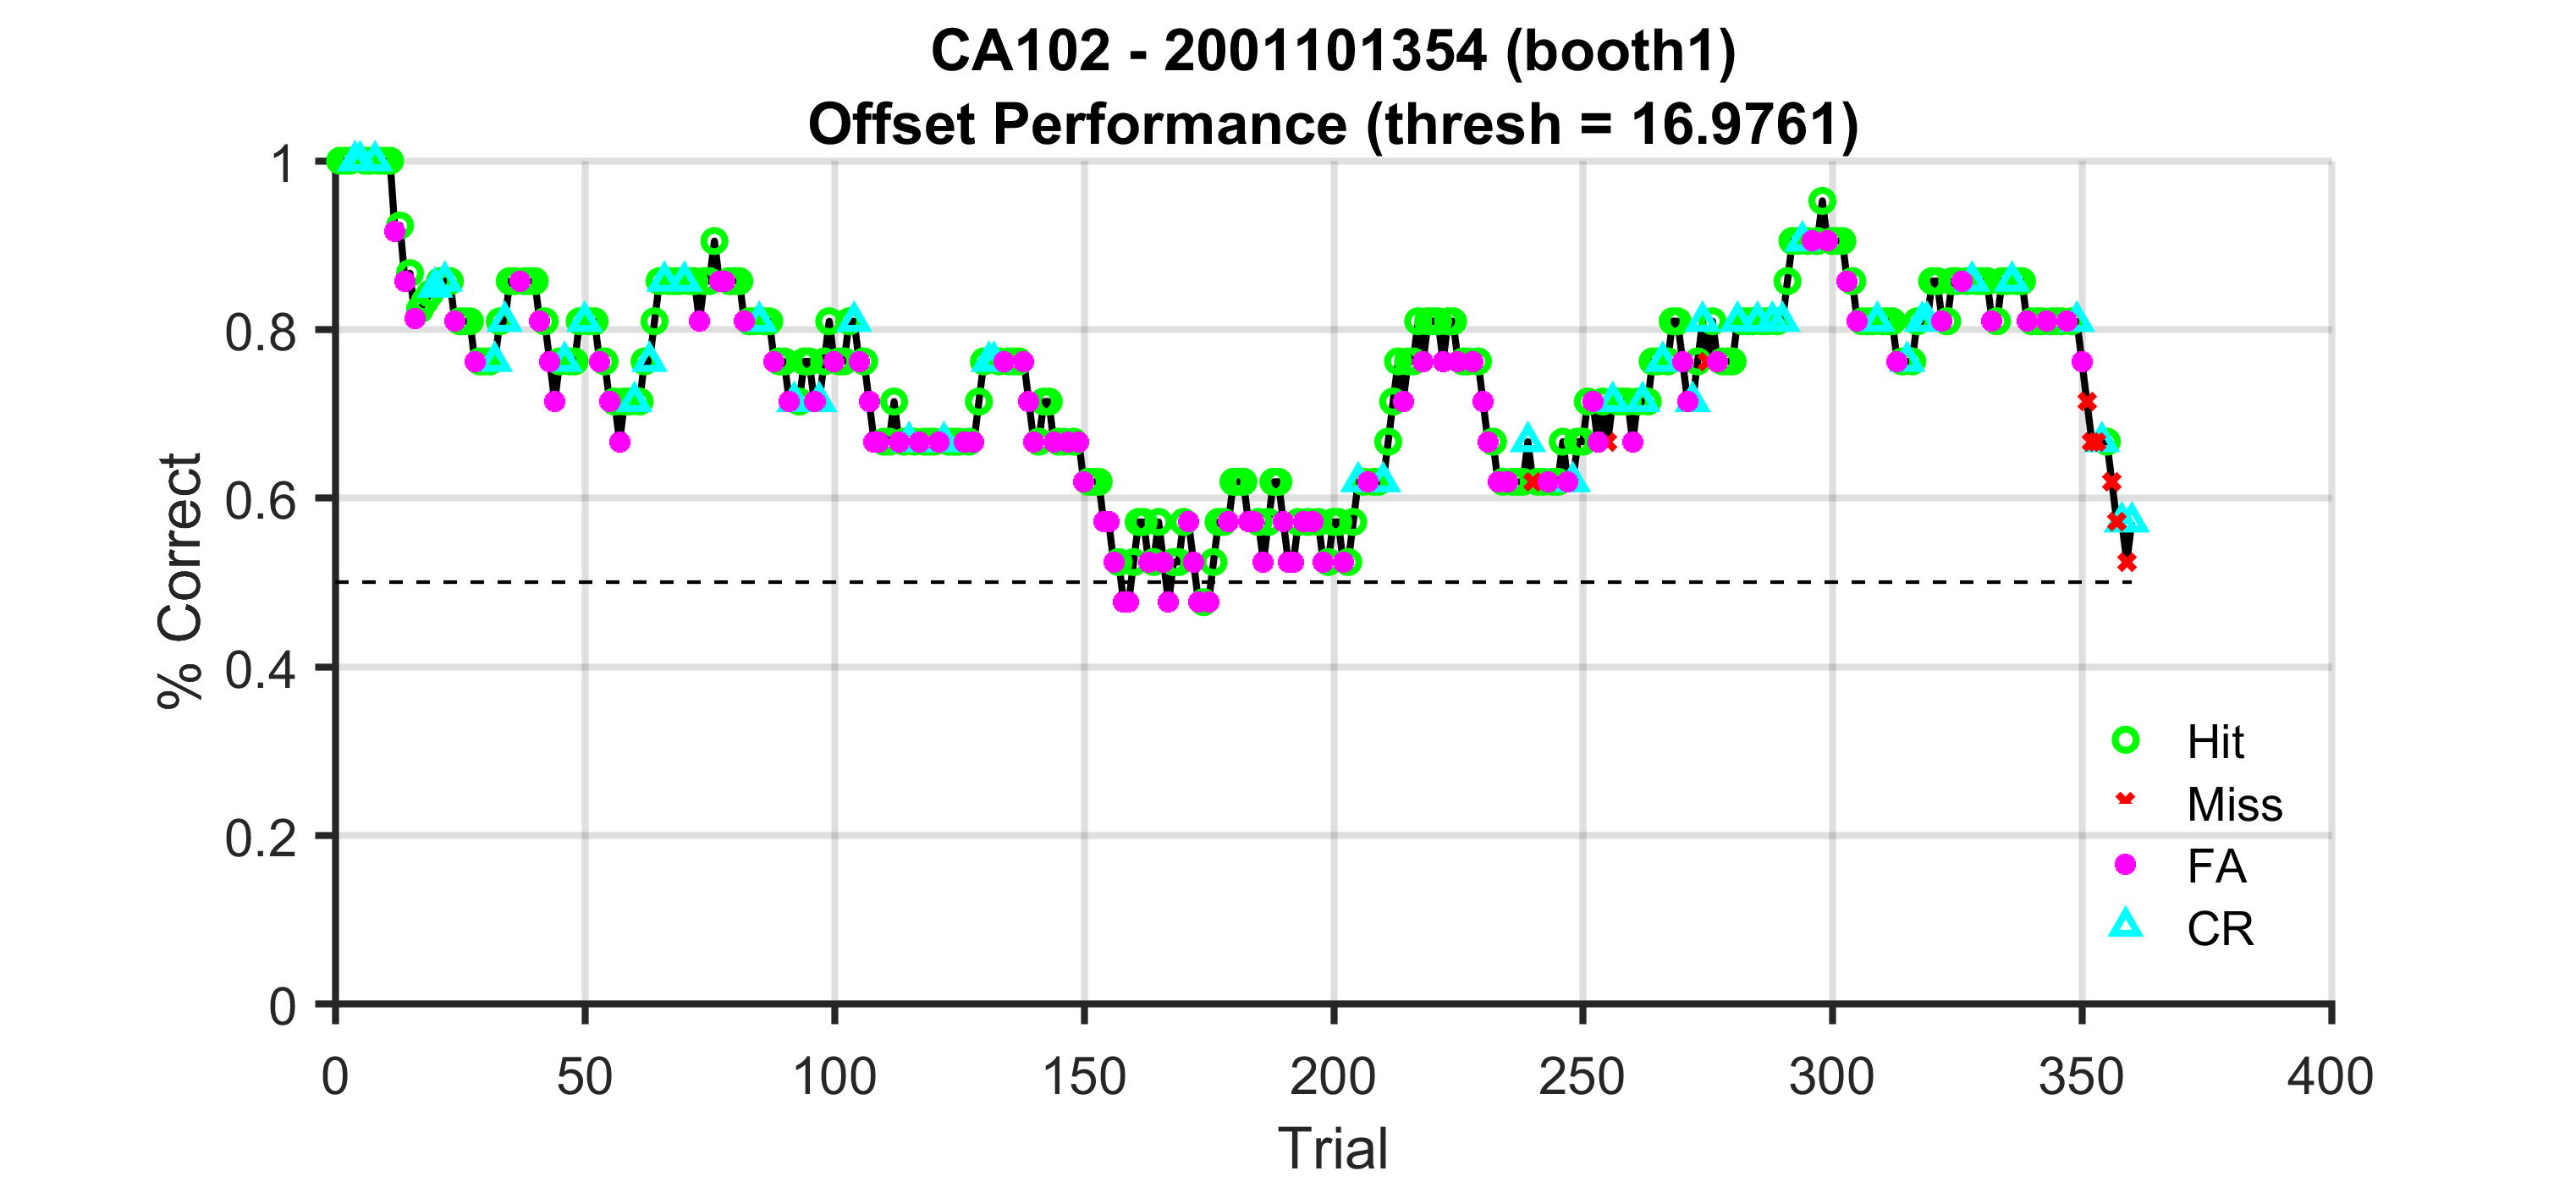 CA102 - 2001101354 (booth1)
Offset Performance (thresh = 16.9761)
1
0.8
0.6
0.4
0.2
0
% Correct
Hit
Miss
FA
CR
0 50 100 150 200 250 300 350 400
Trial